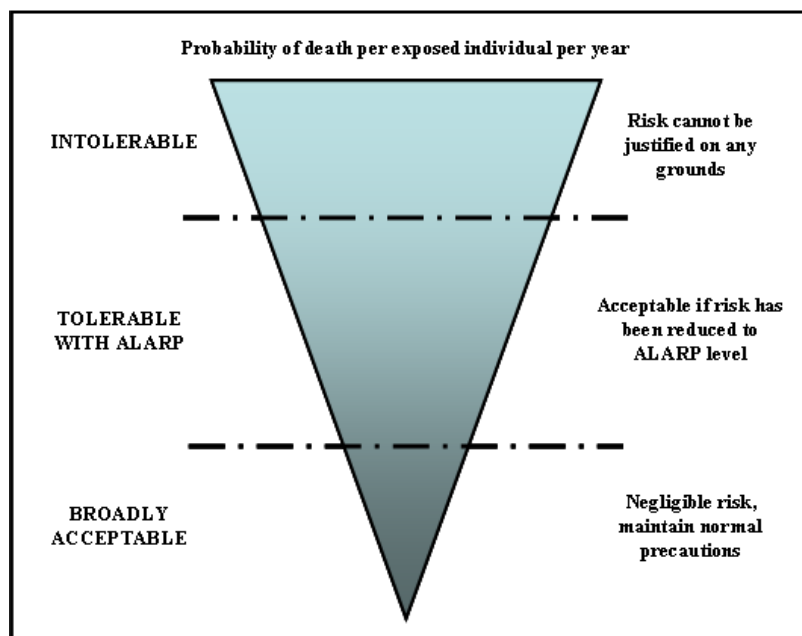 Probability of death per exposed individual per year
INTOLERABLE
Risk cannot be
justified on any
grounds
TOLERABLE
WITH ALARP
Acceptable if risk has
been reduced to
ALARP level
BROADLY
ACCEPTABLE
Negligible risk,
maintain normal
precautions